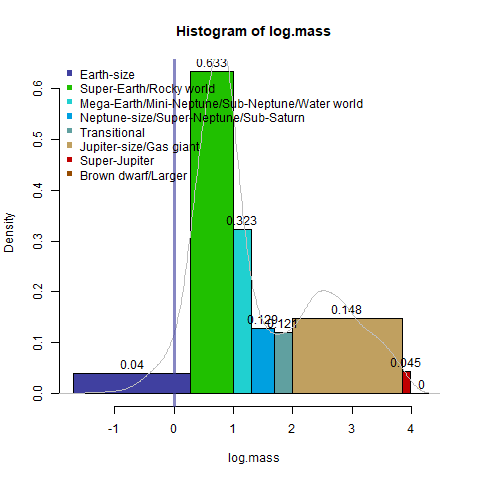 Histogram of log.mass
0.633
Earth-size
Super-Earth/Rocky world
Mega-Earth/Mini-Neptune/Sub-Neptune/Water world
Neptune-size/Super-Neptune/Sub-Saturn
Transitional
Jupiter-size/Gas giant
Super-Jupiter
Brown dwarf/Larger
0.323
0.129
0.121
0.148
0.04
0.045
0
Density
0.6
0.5
0.4
0.3
0.2
0.1
0.0
-1 0 1 2 3 4
log.mass